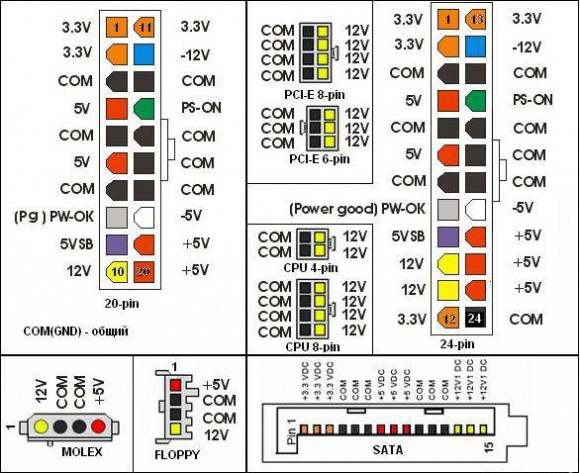 3.3V 1 11 3.3V
3.3V -12V
COM COM
5V PS-ON
COM COM
5V COM
COM COM
(Pg) PW-OK -5V
5VSB +5V
12V 10 20 +5V
20-pin
COM(GND) - общий
COM 12V
COM 12V
COM 12V
COM 12V
PCI-E 8-pin
COM 12V
COM 12V
COM 12V
PCI-E 6-pin
COM 12V
COM 12V
CPU 4-pin
COM 12V
COM 12V
COM 12V
COM 12V
CPU 8-pin
3.3V 1 13 3.3V
3.3V -12V
COM COM
5V PS-ON
COM COM
5V COM
COM COM
(Power good) PW-OK -5V
5VSB +5V
12V +5V
12V +5V
3.3V 12 24 COM
24-pin
12V COM COM +5V
1
MOLEX
1
+5V
COM
COM
12V
FLOPPY
+3.3 VDC
+3.3 VDC
+3.3 VDC
COM
COM
COM
+5 VDC
+5 VDC
+5 VDC
COM
COM
COM
+12V1 DC
+12V1 DC
+12V1 DC
Pin 1
15
SATA